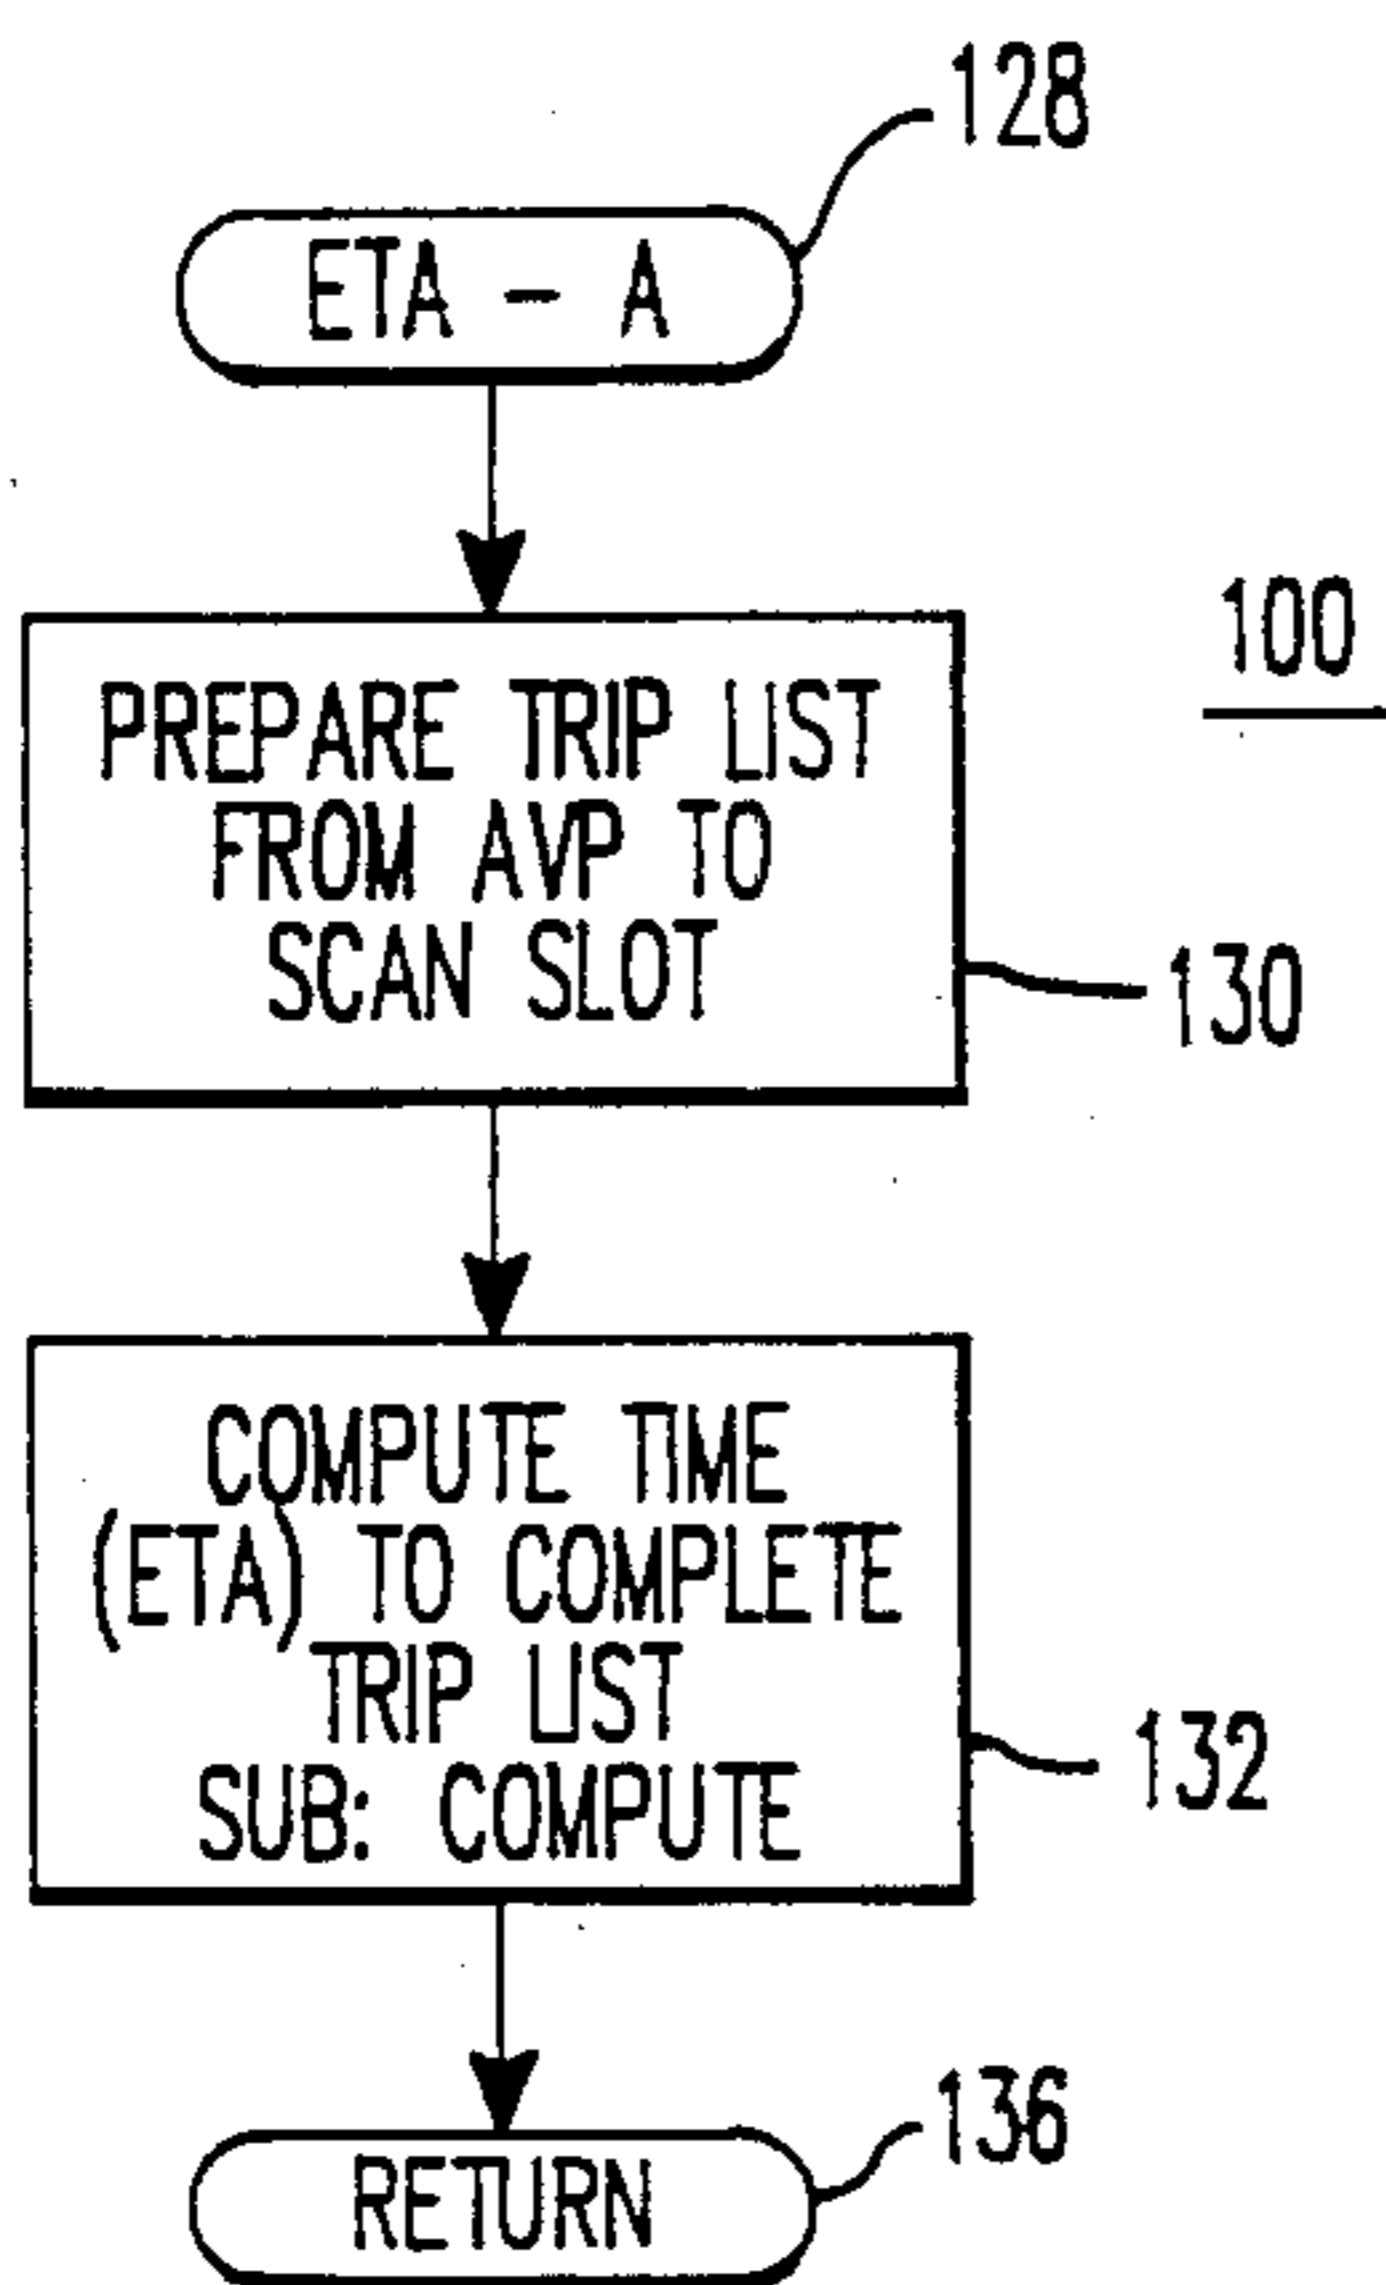 128
ETA - A
100
PREPARE TRIP LIST
FROM AVP TO
SCAN SLOT
130
COMPUTE TIME
(ETA) TO COMPLETE
TRIP LIST
SUB: COMPUTE
132
136
RETURN